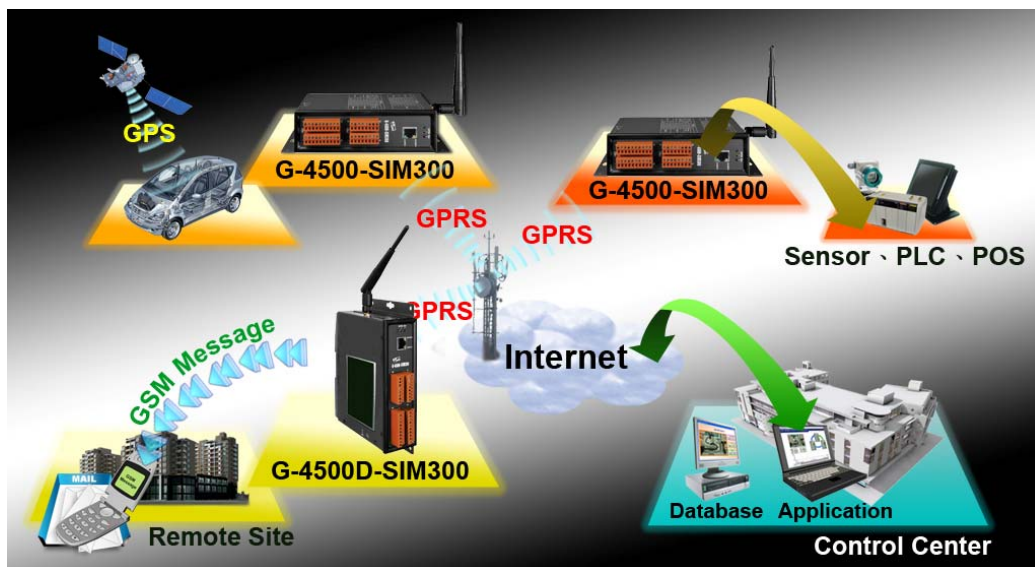 GPS
G-4500-SIM300
G-4500-SIM300
GPRS
GPRS
Sensor、PLC、POS
GPRS
GSM Message
Internet
G-4500D-SIM300
MAIL
Remote Site
Database
Application
Control Center